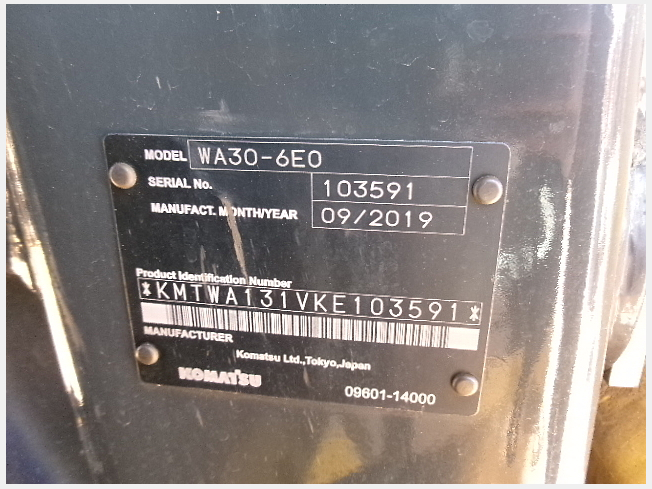 MODEL WA30-6E0
SERIAL No. 103591
MANUFACT. MONTH/YEAR 09/2019
Product Identification Number
*KMTWA131VKE103591*
MANUFACTURER
Komatsu Ltd.,Tokyo,Japan
KOMATSU
09601-14000